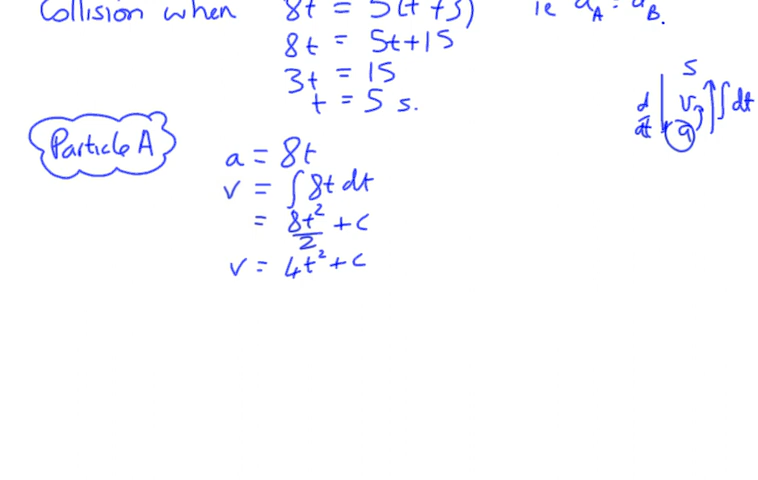 Collision when 8t = 5(t+3) ie a_A = a_B.
8t = 5t+15
3t = 15
t = 5 s.
s
d/dt v ∫dt
a
Particle A
a = 8t
v = ∫ 8t dt
= 8t²/2 + c
v = 4t² + c